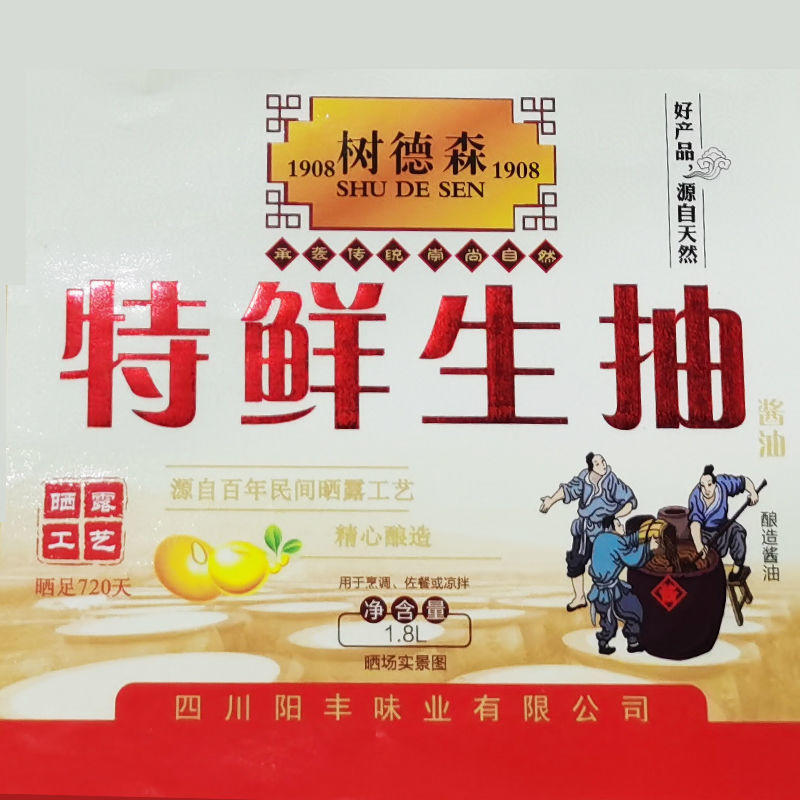 1908 树德森 1908
SHU DE SEN
承袭传统 崇尚自然
好产品，源自天然
特鲜生抽
酱油
源自百年民间晒露工艺
精心酿造
晒露
工艺
晒足720天
用于烹调、佐餐或凉拌
净含量
1.8L
晒场实景图
酿造酱油
酱
四川阳丰味业有限公司